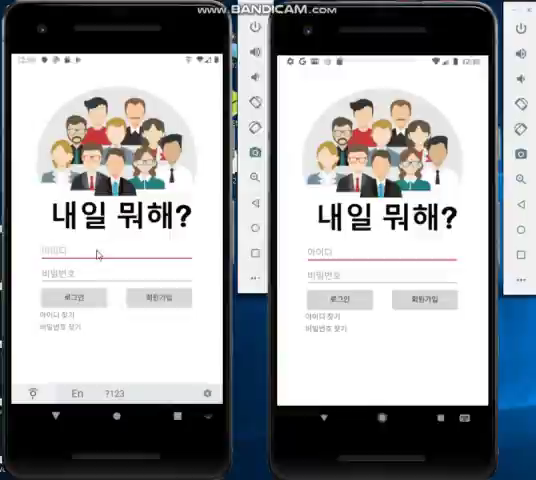 www.BANDICAM.com
내일 뭐해?
아이디
비밀번호
로그인 회원가입
아이디 찾기
비밀번호 찾기
En ?123
내일 뭐해?
아이디
비밀번호
로그인 회원가입
아이디 찾기
비밀번호 찾기